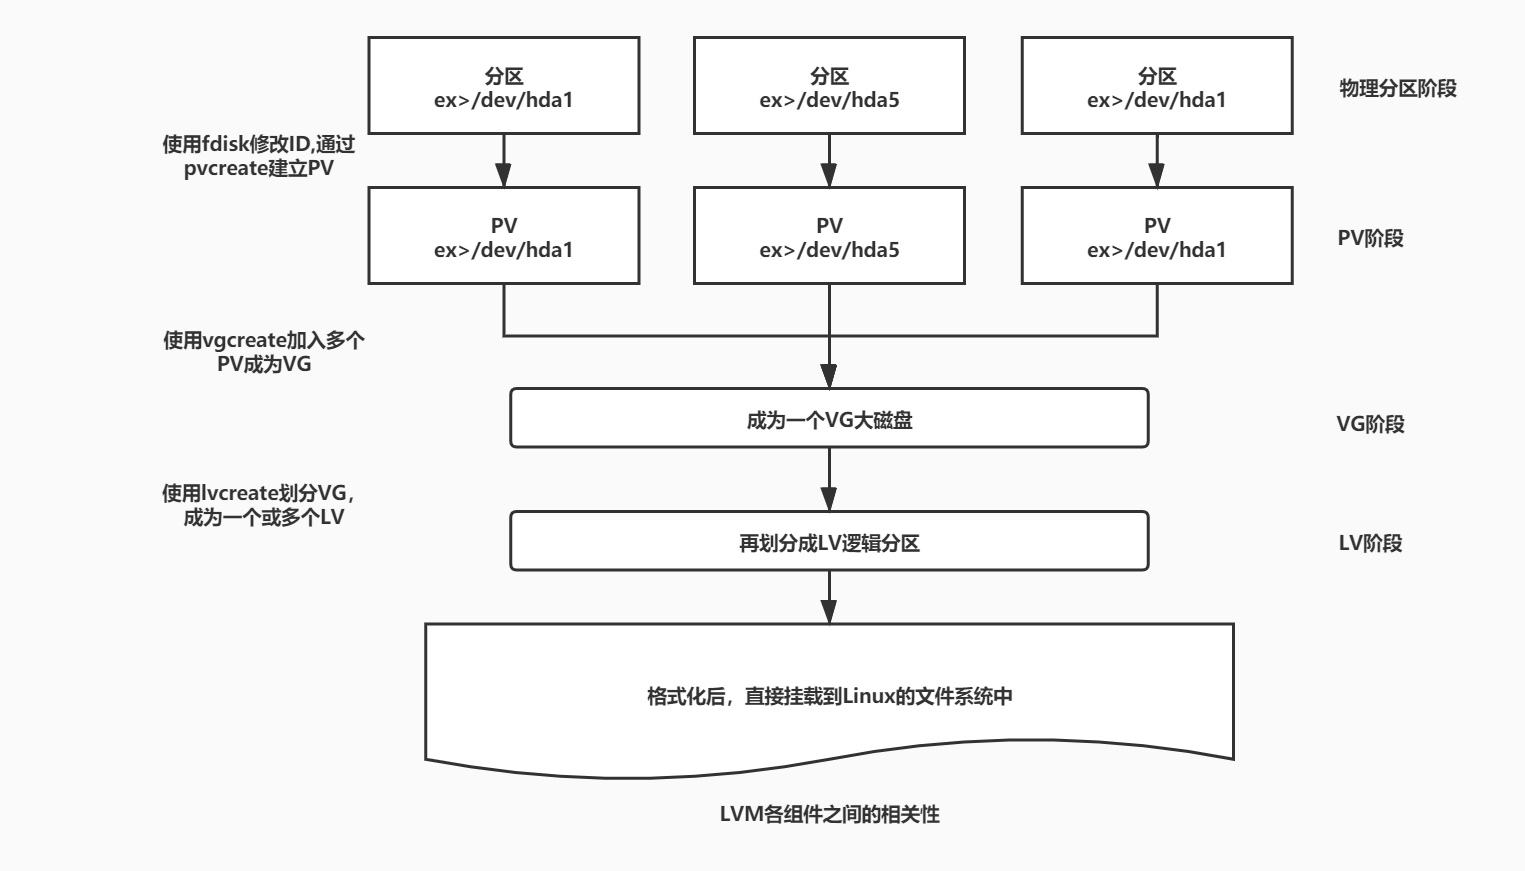 分区
ex>/dev/hda1
分区
ex>/dev/hda5
分区
ex>/dev/hda1
物理分区阶段
使用fdisk修改ID,通过
pvcreate建立PV
PV
ex>/dev/hda1
PV
ex>/dev/hda5
PV
ex>/dev/hda1
PV阶段
使用vgcreate加入多个
PV成为VG
成为一个VG大磁盘
VG阶段
使用lvcreate划分VG，
成为一个或多个LV
再划分成LV逻辑分区
LV阶段
格式化后，直接挂载到Linux的文件系统中
LVM各组件之间的相关性